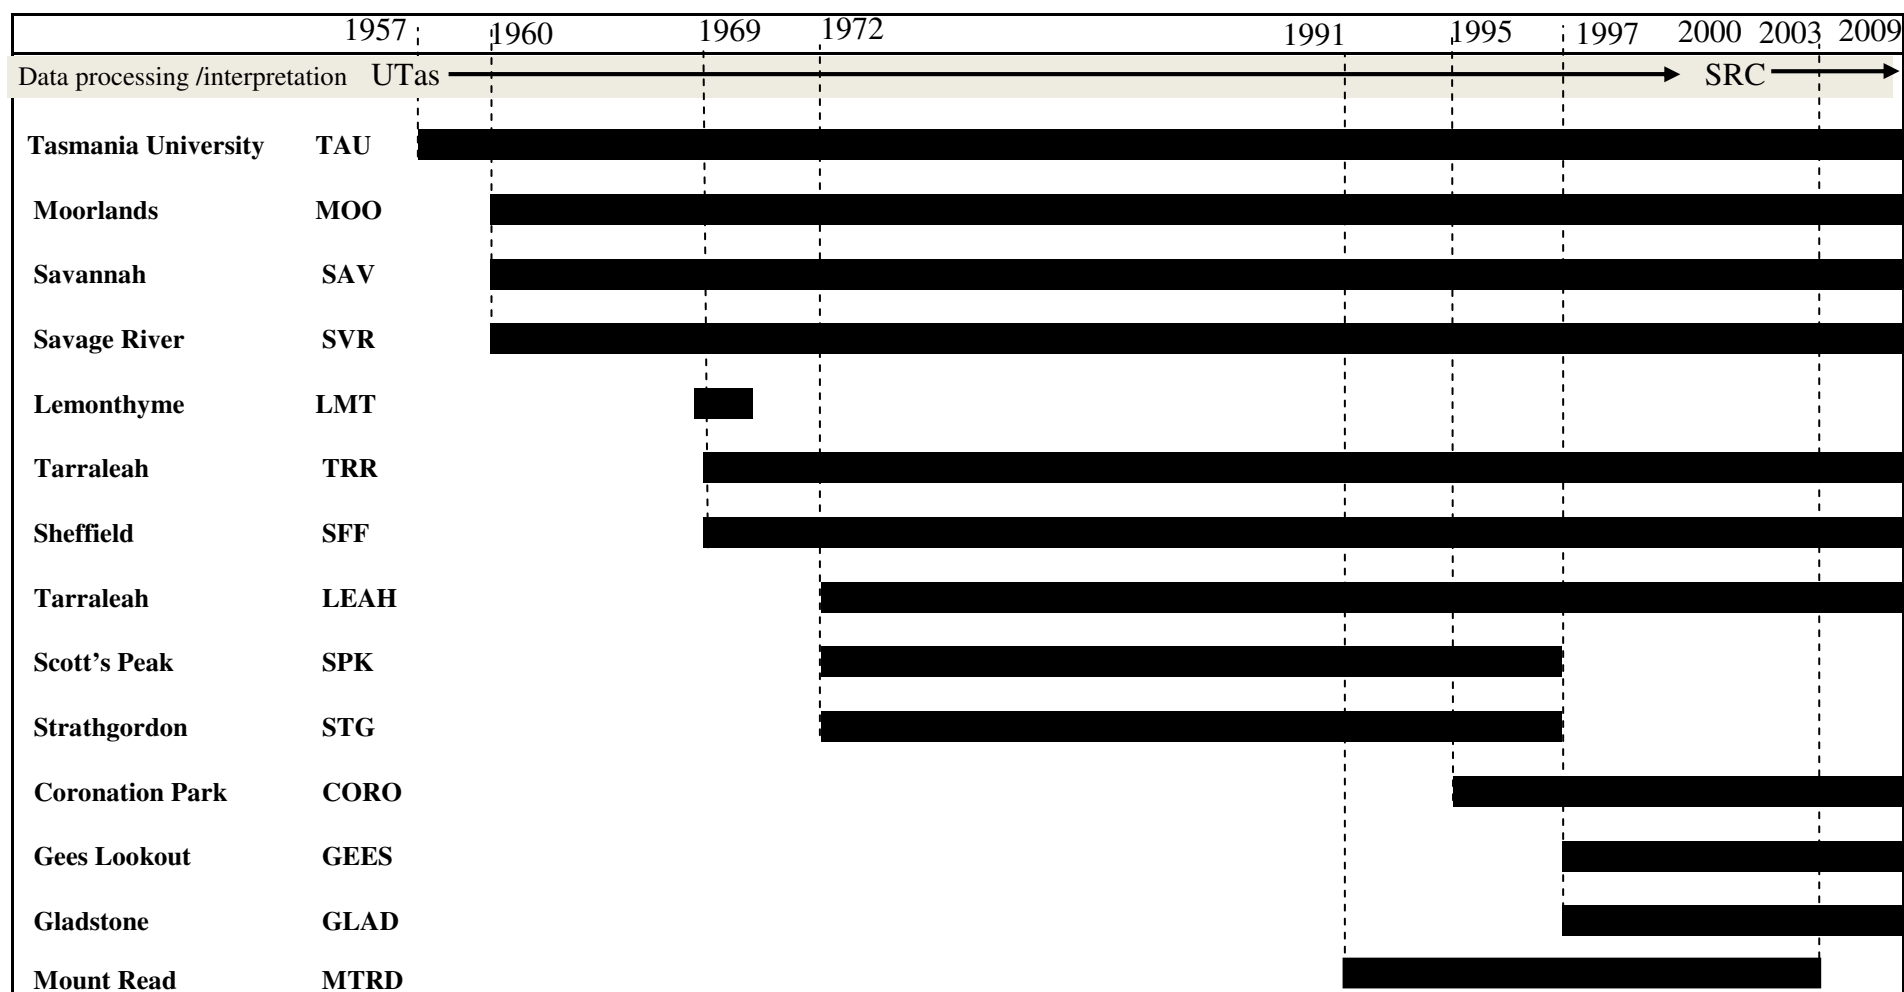 1957 1960 1969 1972 1991 1995 1997 2000 2003 2009
Data processing /interpretation UTas SRC
Tasmania University TAU
Moorlands MOO
Savannah SAV
Savage River SVR
Lemonthyme LMT
Tarraleah TRR
Sheffield SFF
Tarraleah LEAH
Scott’s Peak SPK
Strathgordon STG
Coronation Park CORO
Gees Lookout GEES
Gladstone GLAD
Mount Read MTRD